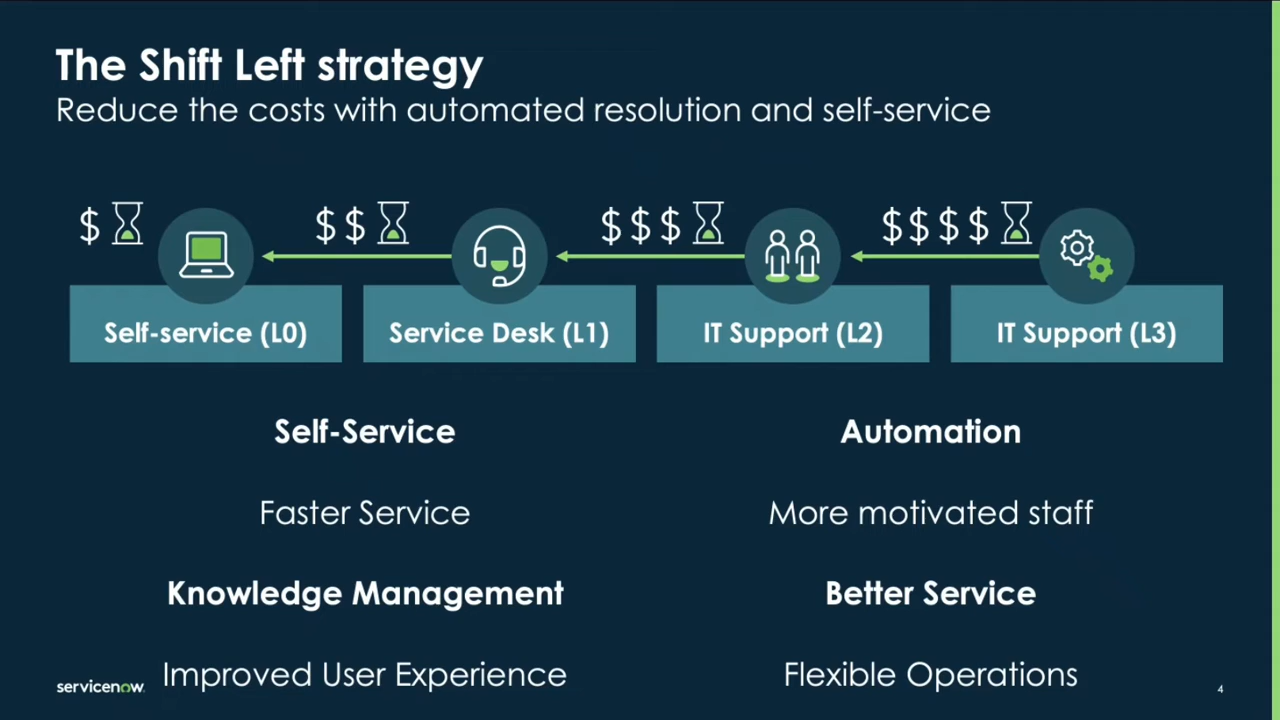 The Shift Left strategy
Reduce the costs with automated resolution and self-service
$ $$ $$$ $$$$
Self-service (L0) Service Desk (L1) IT Support (L2) IT Support (L3)
Self-Service Automation
Faster Service More motivated staff
Knowledge Management Better Service
Improved User Experience Flexible Operations
servicenow. 4